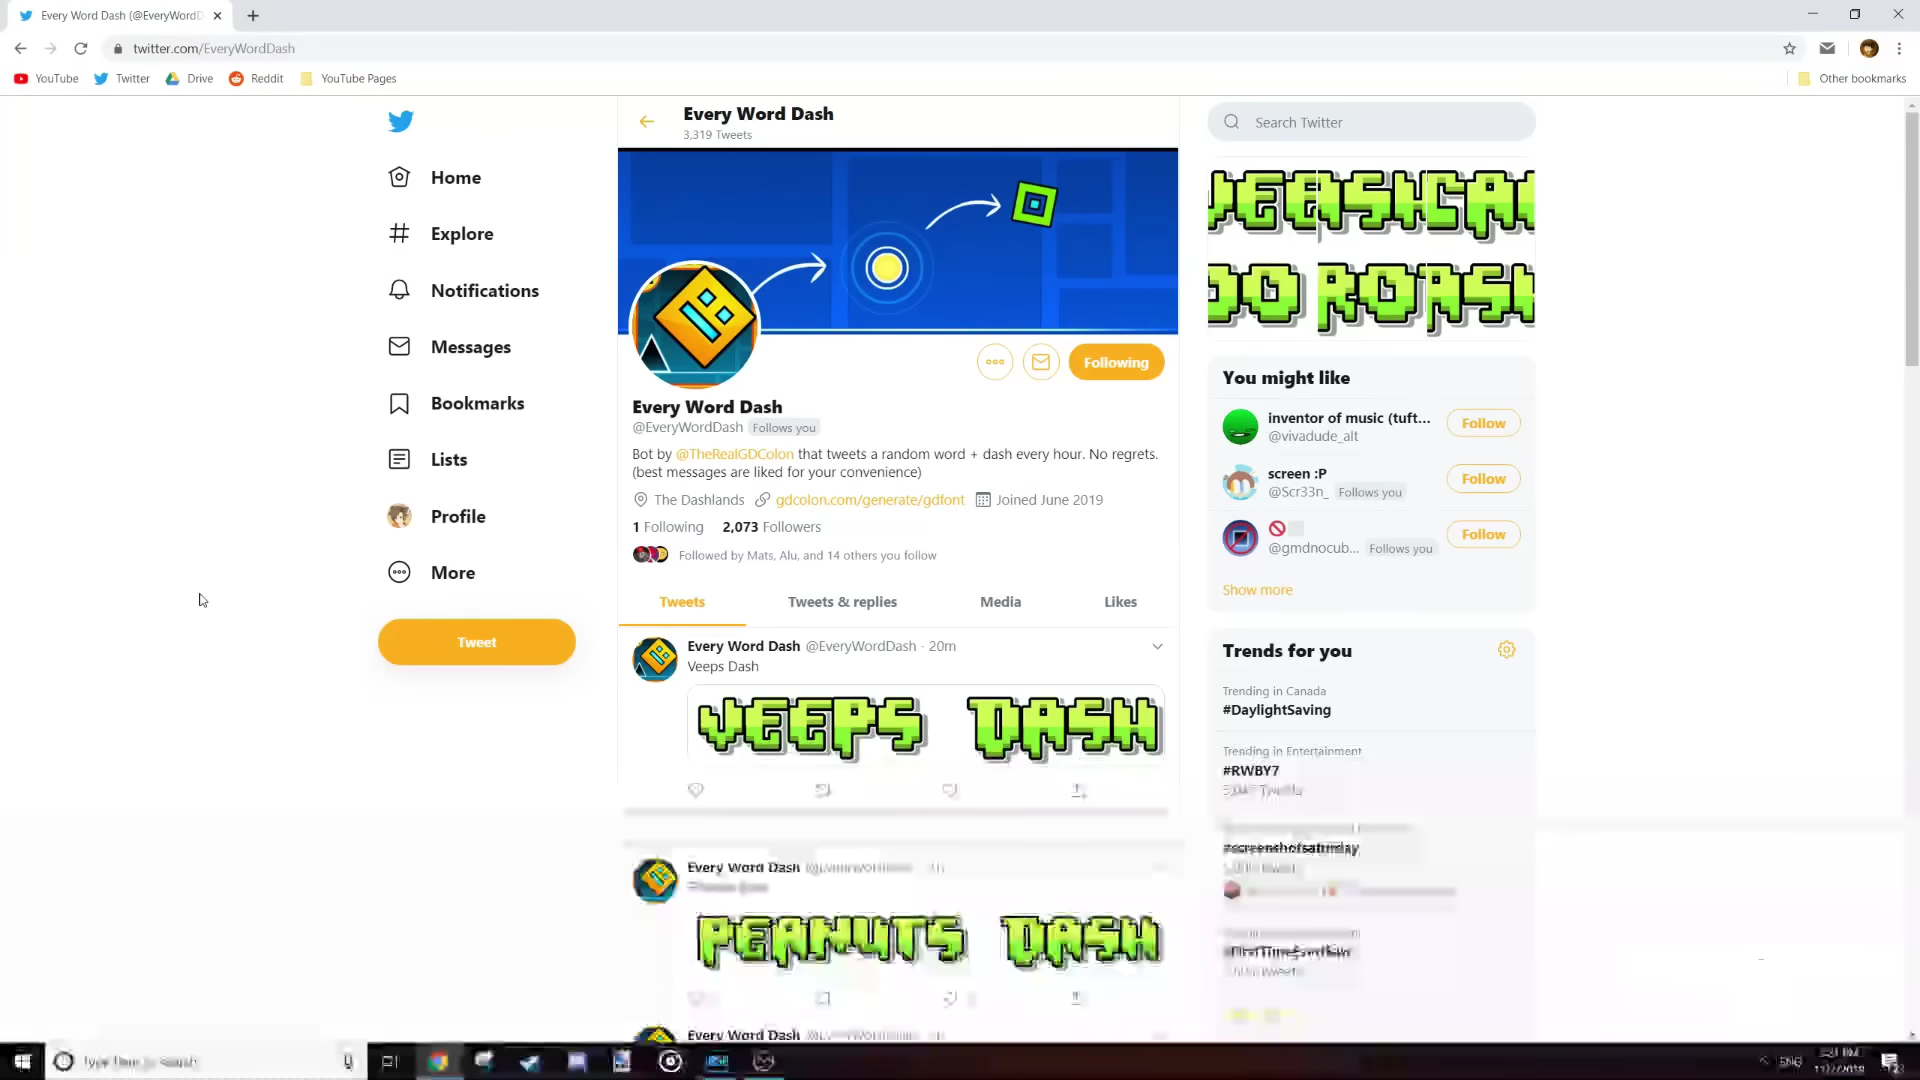 Every Word Dash (@EveryWordD
twitter.com/EveryWordDash
YouTube
Twitter
Drive
Reddit
YouTube Pages
Other bookmarks
Home
Explore
Notifications
Messages
Bookmarks
Lists
Profile
More
Tweet
Every Word Dash
3,319 Tweets
Following
Every Word Dash
@EveryWordDash Follows you
Bot by @TheRealGDColon that tweets a random word + dash every hour. No regrets.
(best messages are liked for your convenience)
The Dashlands gdcolon.com/generate/gdfont Joined June 2019
1 Following 2,073 Followers
Followed by Mats, Alu, and 14 others you follow
Tweets Tweets & replies Media Likes
Every Word Dash @EveryWordDash · 20m
Veeps Dash
VEEPS DASH
Every Word Dash
PEANUTS DASH
Every Word Dash
Search Twitter
You might like
inventor of music (tuft...
@vivadude_alt
Follow
screen :P
@Scr33n_ Follows you
Follow
@gmdnocub... Follows you
Follow
Show more
Trends for you
Trending in Canada
#DaylightSaving
Trending in Entertainment
#RWBY7
#screenshotsaturday
Type here to search